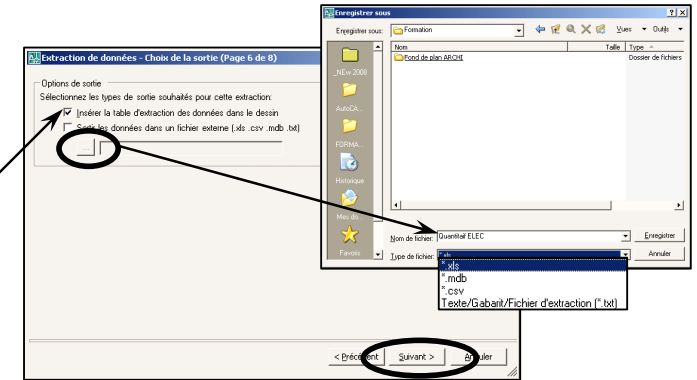 Enregistrer sous
Enregistrer sous:
Formation
Vues
Outils
Nom
Taille
Type
Fond de plan ARCHI
Dossier de fichiers
_NEw 2008
AutoCA...
FORMA...
Historique
Mes do...
Favoris
Nom de fichier:
Quantitaif ELEC
Enregistrer
Type de fichier:
*.xls
Annuler
*.xls
*.mdb
*.csv
Texte/Gabarit/Fichier d'extraction (*.txt)
Extraction de données - Choix de la sortie (Page 6 de 8)
Options de sortie
Sélectionnez les types de sortie souhaités pour cette extraction:
Insérer la table d'extraction des données dans le dessin
Sortir les données dans un fichier externe (.xls .csv .mdb .txt)
...
< Précédent
Suivant >
Annuler